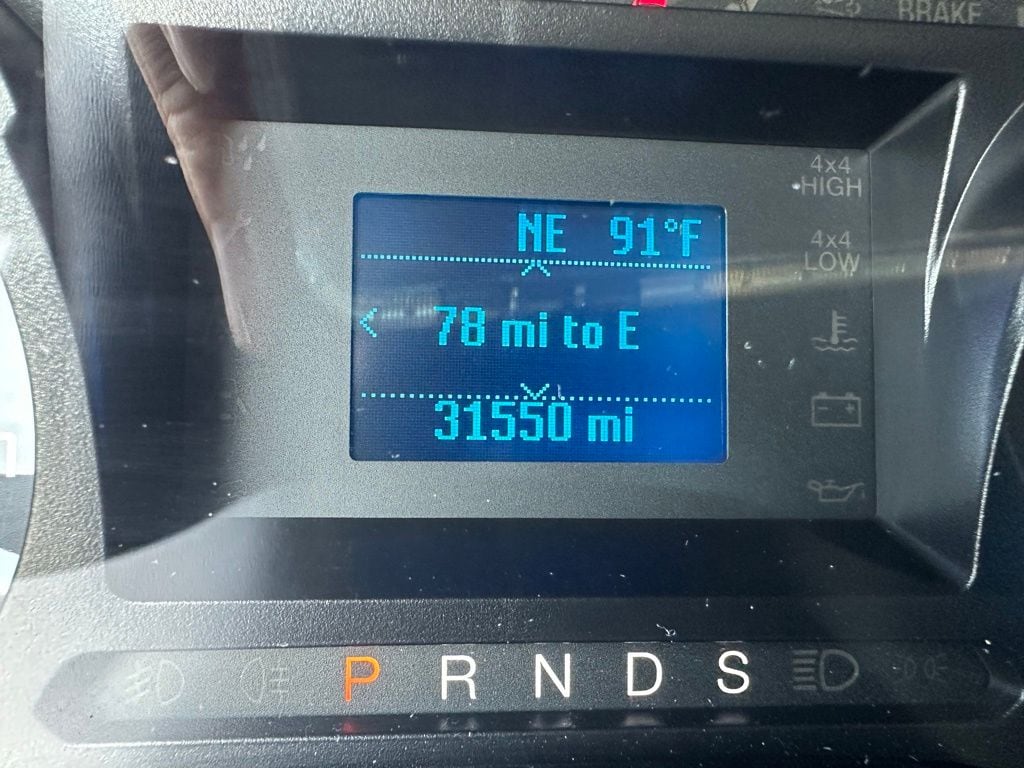 BRAKE
4x4
HIGH
NE 91°F
4x4
LOW
< 78 mi to E
31550 mi
P R N D S